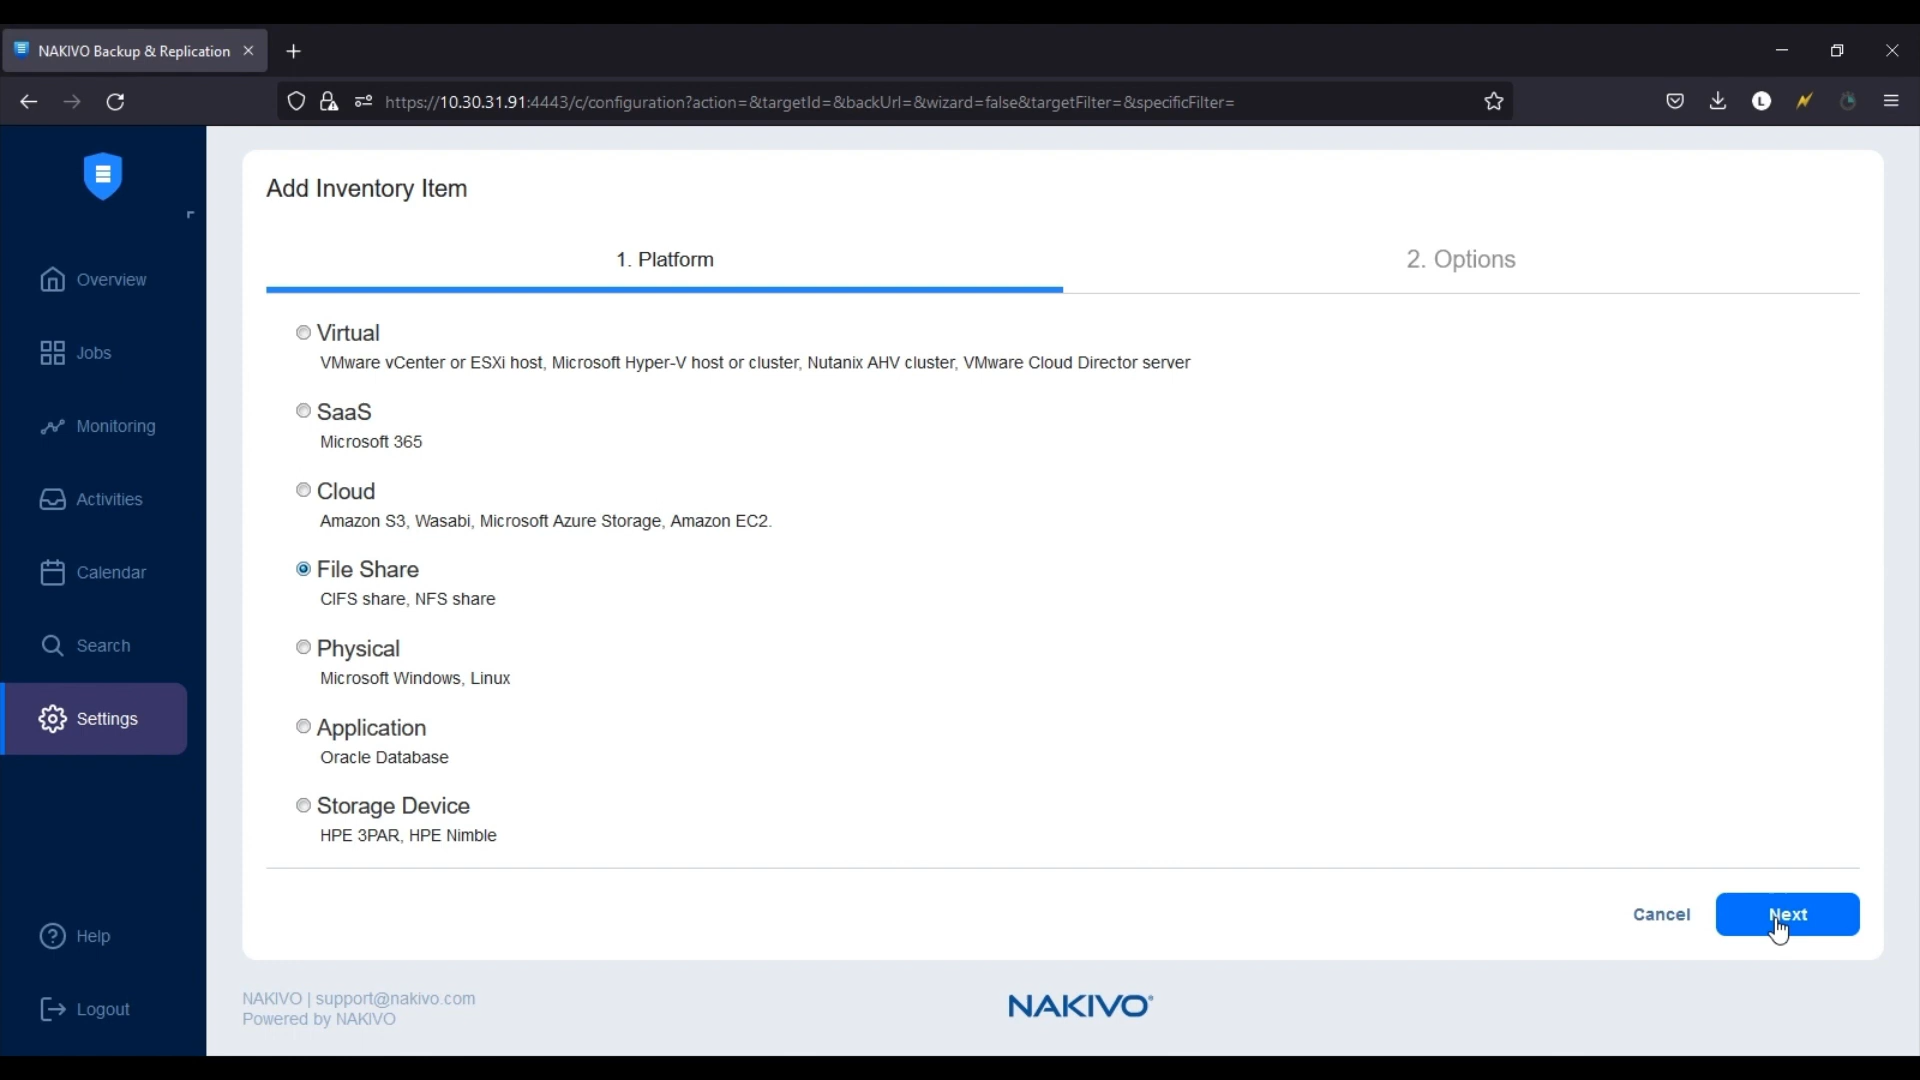 NAKIVO Backup & Replication
https://10.30.31.91:4443/c/configuration?action=&targetId=&backUrl=&wizard=false&targetFilter=&specificFilter=
L
Add Inventory Item
1. Platform
2. Options
Overview
Jobs
Monitoring
Activities
Calendar
Search
Settings
Help
Logout
Virtual
VMware vCenter or ESXi host, Microsoft Hyper-V host or cluster, Nutanix AHV cluster, VMware Cloud Director server
SaaS
Microsoft 365
Cloud
Amazon S3, Wasabi, Microsoft Azure Storage, Amazon EC2.
File Share
CIFS share, NFS share
Physical
Microsoft Windows, Linux
Application
Oracle Database
Storage Device
HPE 3PAR, HPE Nimble
Cancel
Next
NAKIVO | support@nakivo.com
Powered by NAKIVO
NAKIVO®